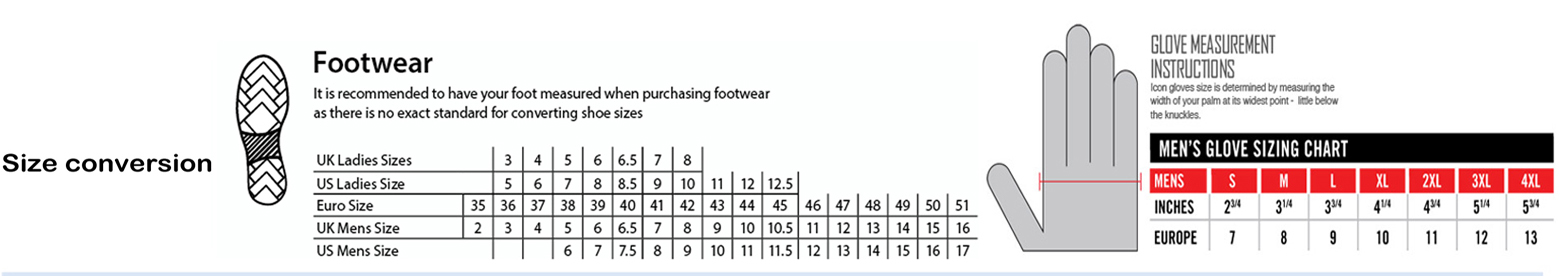 Size conversion
Footwear
It is recommended to have your foot measured when purchasing footwear
as there is no exact standard for converting shoe sizes
UK Ladies Sizes 3 4 5 6 6.5 7 8
US Ladies Size 5 6 7 8 8.5 9 10 11 12 12.5
Euro Size 35 36 37 38 39 40 41 42 43 44 45 46 47 48 49 50 51
UK Mens Size 2 3 4 5 6 6.5 7 8 9 10 10.5 11 12 13 14 15 16
US Mens Size 6 7 7.5 8 9 10 11 11.5 12 13 14 15 16 17
GLOVE MEASUREMENT
INSTRUCTIONS
Icon gloves size is determined by measuring the
width of your palm at its widest point - little below
the knuckles.
MEN'S GLOVE SIZING CHART
MENS S M L XL 2XL 3XL 4XL
INCHES 2 3/4 3 1/4 3 3/4 4 1/4 4 3/4 5 1/4 5 3/4
EUROPE 7 8 9 10 11 12 13